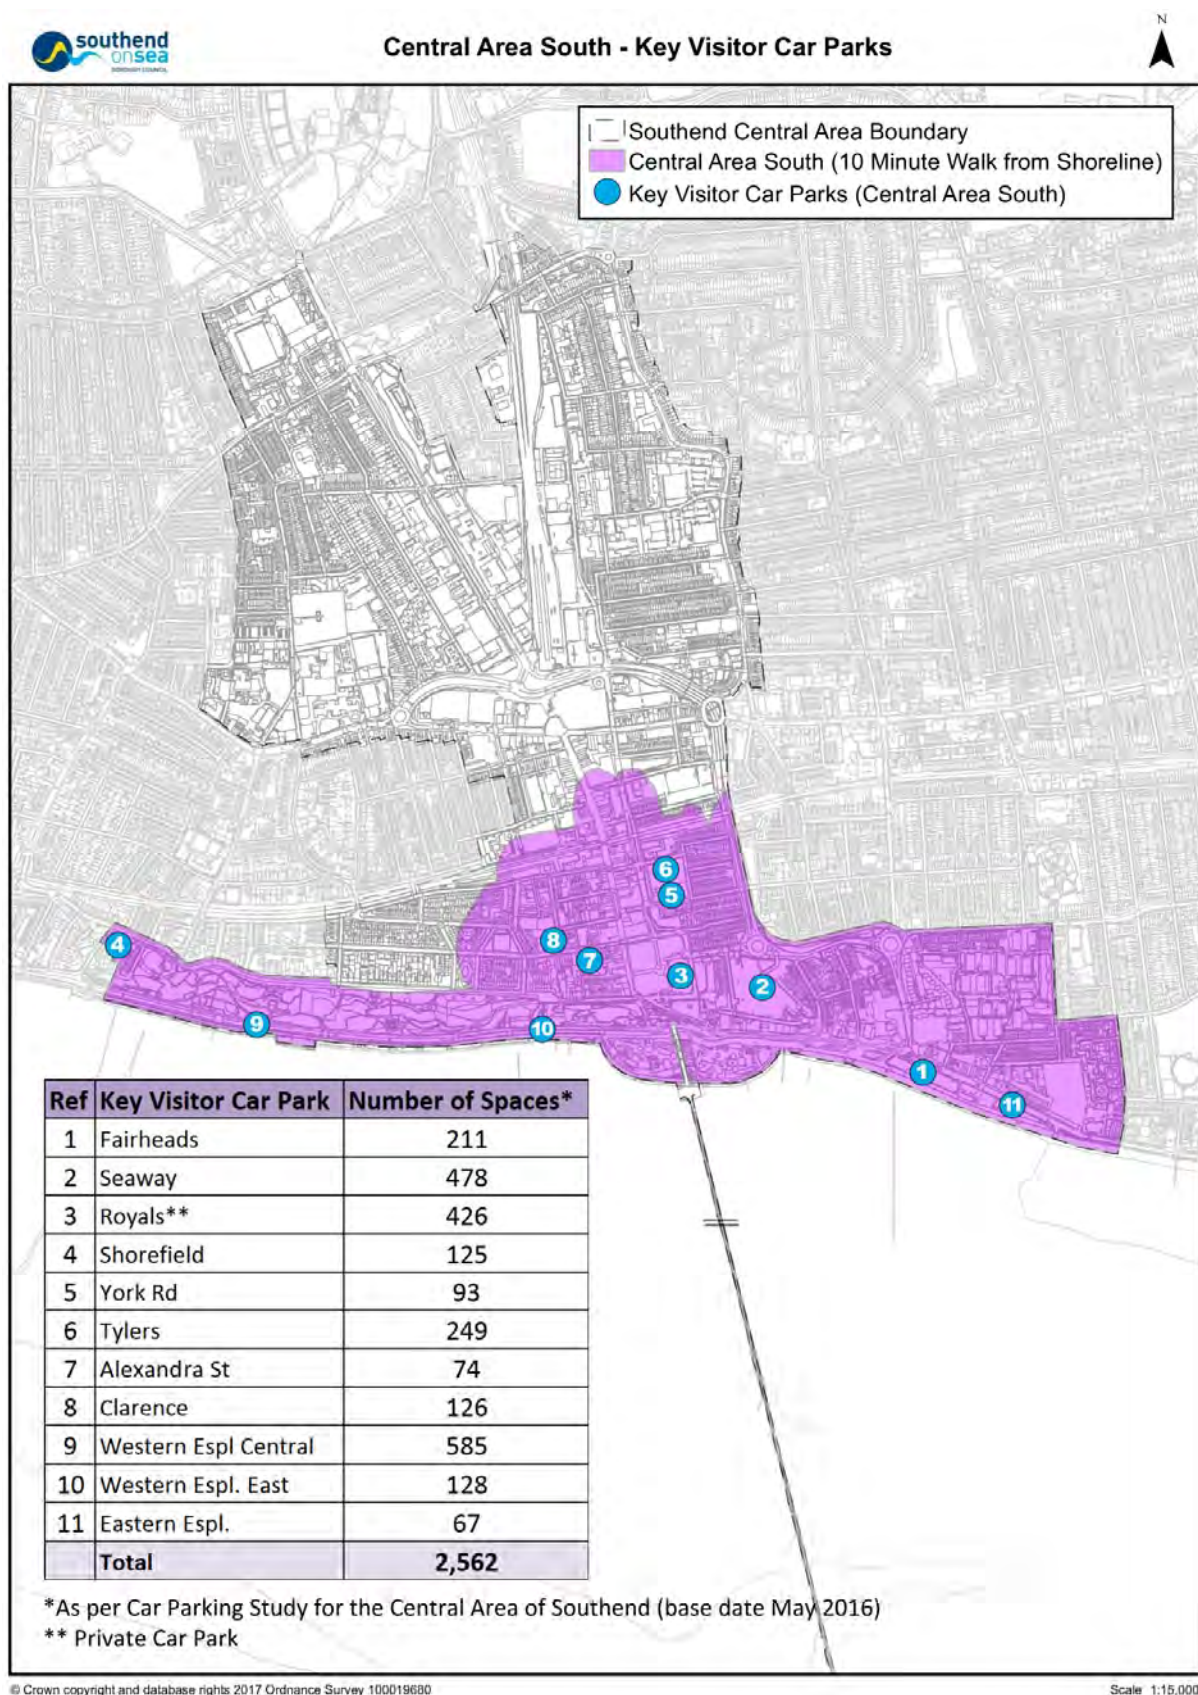 southend
onsea
BOROUGH COUNCIL
Central Area South - Key Visitor Car Parks
N
Southend Central Area Boundary
Central Area South (10 Minute Walk from Shoreline)
Key Visitor Car Parks (Central Area South)
6
5
8
7
4
3
2
9
10
1
11
Ref Key Visitor Car Park Number of Spaces*
1 Fairheads 211
2 Seaway 478
3 Royals** 426
4 Shorefield 125
5 York Rd 93
6 Tylers 249
7 Alexandra St 74
8 Clarence 126
9 Western Espl Central 585
10 Western Espl. East 128
11 Eastern Espl. 67
Total 2,562
*As per Car Parking Study for the Central Area of Southend (base date May 2016)
** Private Car Park
© Crown copyright and database rights 2017 Ordnance Survey 100019680
Scale 1:15,000